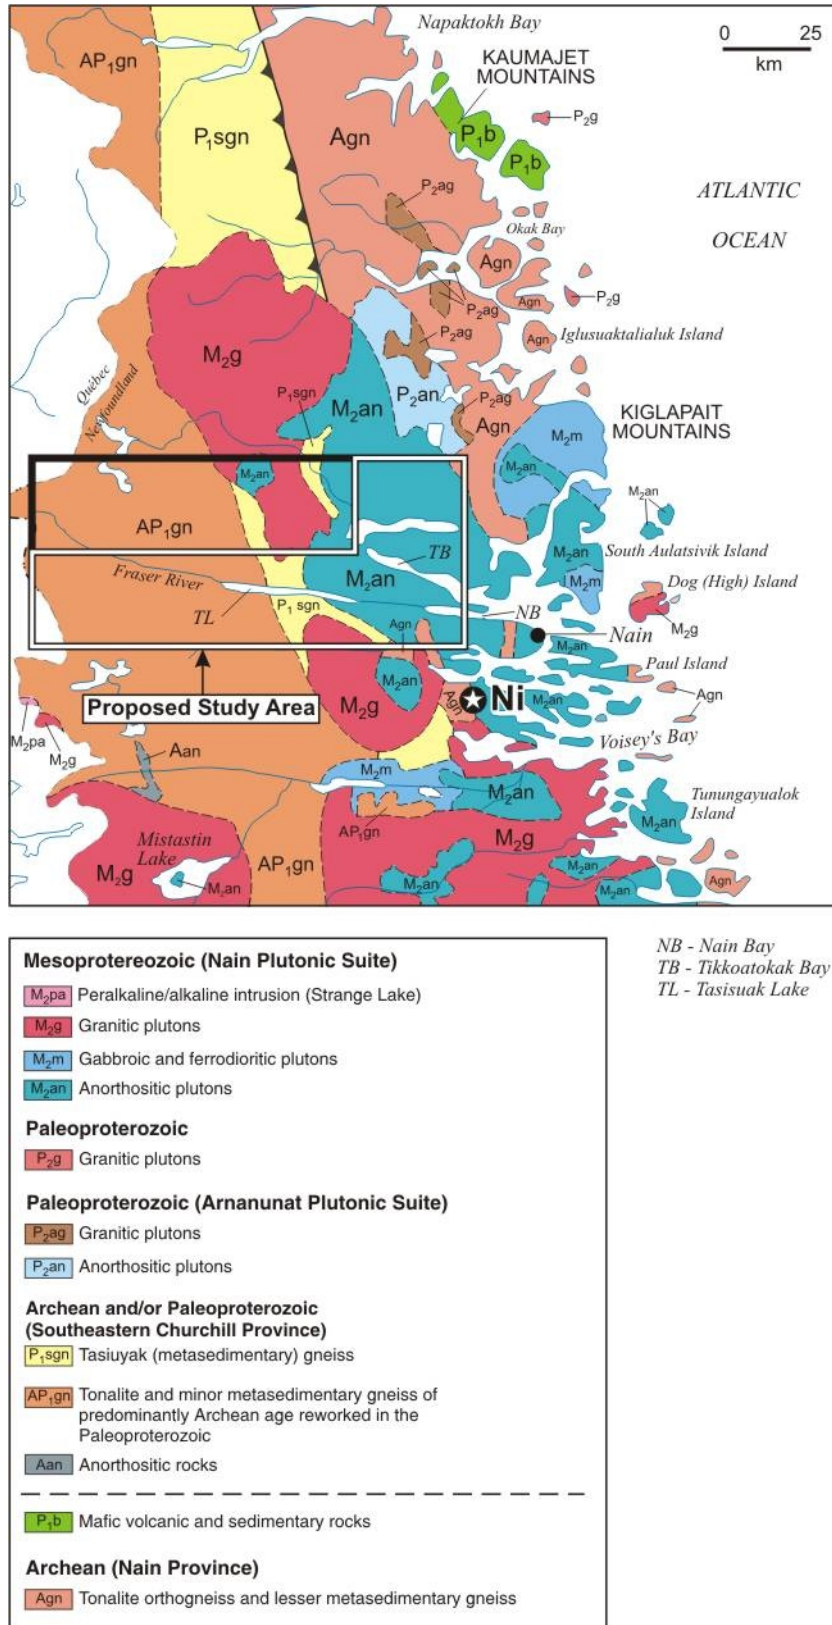 Napaktokh Bay
0 25
km
KAUMAJET
MOUNTAINS
AP₁gn
P₁sgn
Agn
P₁b
P₁b
P₂g
ATLANTIC
OCEAN
P₂ag
Okak Bay
Agn
Agn
P₂g
P₂ag
P₂ag
Agn
Iglusuaktalialuk Island
M₂g
P₂an
Québec
Newfoundland
P₁sgn
M₂an
P₂ag
Agn
KIGLAPAIT
MOUNTAINS
M₂m
M₂an
M₂an
M₂an
AP₁gn
M₂an
South Aulatsivik Island
Fraser River
M₂an
TB
M₂m
Dog (High) Island
TL
P₁ sgn
NB
M₂g
Agn
Nain
M₂an
Paul Island
Proposed Study Area
M₂g
M₂an
Agn
Ni
M₂an
Agn
M₂pa
M₂g
Aan
Voisey's Bay
M₂m
M₂an
Tunungayualok
Island
M₂an
AP₁gn
M₂g
Mistastin
Lake
M₂g
M₂an
AP₁gn
M₂an
M₂an
M₂an
Agn
NB - Nain Bay
TB - Tikkoatokak Bay
TL - Tasisuak Lake
Mesoprotereozoic (Nain Plutonic Suite)
M₂pa Peralkaline/alkaline intrusion (Strange Lake)
M₂g Granitic plutons
M₂m Gabbroic and ferrodioritic plutons
M₂an Anorthositic plutons
Paleoproterozoic
P₂g Granitic plutons
Paleoproterozoic (Arnanunat Plutonic Suite)
P₂ag Granitic plutons
P₂an Anorthositic plutons
Archean and/or Paleoproterozoic
(Southeastern Churchill Province)
P₁sgn Tasiuyak (metasedimentary) gneiss
AP₁gn Tonalite and minor metasedimentary gneiss of
predominantly Archean age reworked in the
Paleoproterozoic
Aan Anorthositic rocks
P₁b Mafic volcanic and sedimentary rocks
Archean (Nain Province)
Agn Tonalite orthogneiss and lesser metasedimentary gneiss